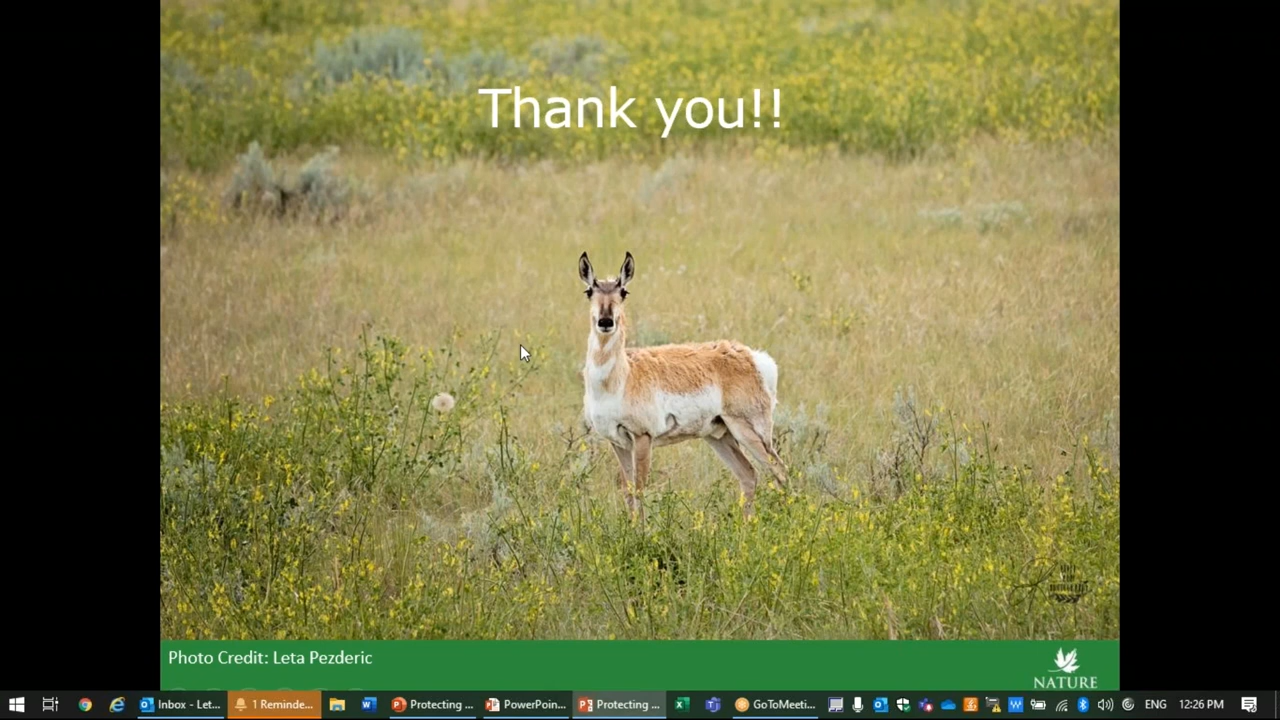 Thank you!!
Photo Credit: Leta Pezderic
NATURE
Inbox - Let...
1 Reminde...
Protecting ...
PowerPoin...
Protecting ...
GoToMeeti...
ENG
12:26 PM